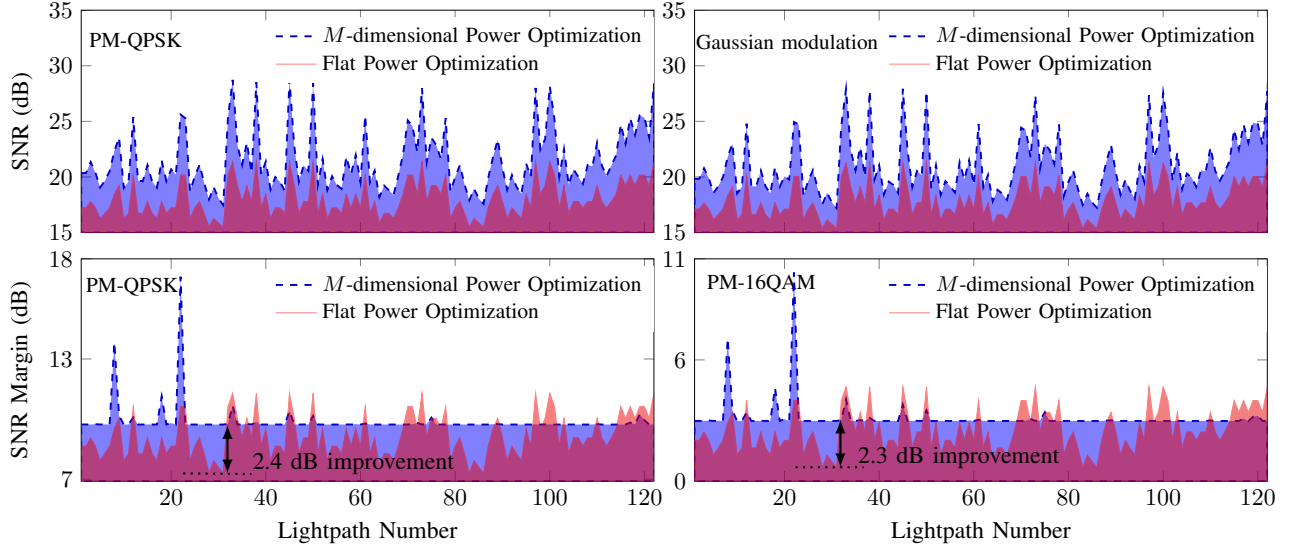 35
30
25
20
15
SNR (dB)
PM-QPSK
M-dimensional Power Optimization
Flat Power Optimization
35
30
25
20
15
Gaussian modulation
M-dimensional Power Optimization
Flat Power Optimization
18
13
7
SNR Margin (dB)
PM-QPSK
M-dimensional Power Optimization
Flat Power Optimization
2.4 dB improvement
20 40 60 80 100 120
Lightpath Number
11
6
0
PM-16QAM
M-dimensional Power Optimization
Flat Power Optimization
2.3 dB improvement
20 40 60 80 100 120
Lightpath Number